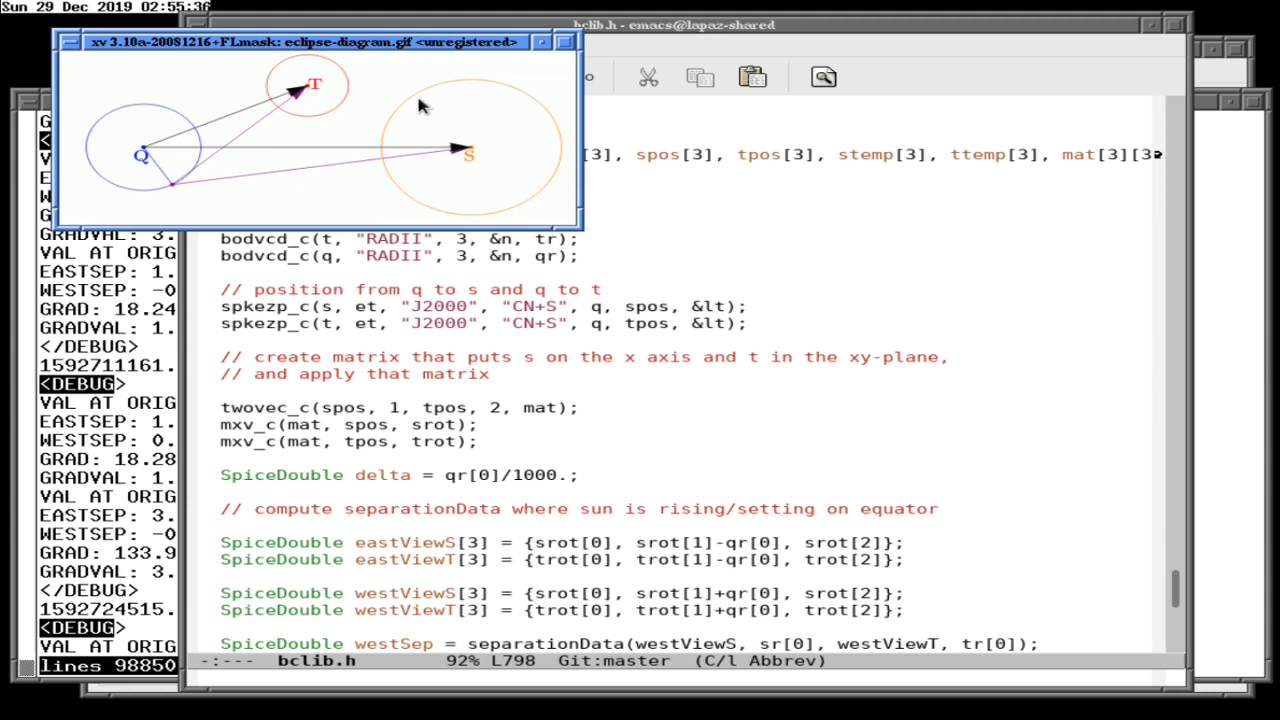 Sun 29 Dec 2019 02:55:36
bclib.h - emacs@lapaz-shared
xv 3.10a-20081216+FLmask: eclipse-diagram.gif <unregistered>
T
Q
S
[3], spos[3], tpos[3], stemp[3], ttemp[3], mat[3][3
bodvcd_c(t, "RADII", 3, &n, tr);
bodvcd_c(q, "RADII", 3, &n, qr);
// position from q to s and q to t
spkezp_c(s, et, "J2000", "CN+S", q, spos, &lt);
spkezp_c(t, et, "J2000", "CN+S", q, tpos, &lt);
// create matrix that puts s on the x axis and t in the xy-plane,
// and apply that matrix
twovec_c(spos, 1, tpos, 2, mat);
mxv_c(mat, spos, srot);
mxv_c(mat, tpos, trot);
SpiceDouble delta = qr[0]/1000.;
// compute separationData where sun is rising/setting on equator
SpiceDouble eastViewS[3] = {srot[0], srot[1]-qr[0], srot[2]};
SpiceDouble eastViewT[3] = {trot[0], trot[1]-qr[0], trot[2]};
SpiceDouble westViewS[3] = {srot[0], srot[1]+qr[0], srot[2]};
SpiceDouble westViewT[3] = {trot[0], trot[1]+qr[0], trot[2]};
SpiceDouble westSep = separationData(westViewS, sr[0], westViewT, tr[0]);
-:--- bclib.h 92% L798 Git:master (C/l Abbrev)
G
<
V
E
W
G
GRADVAL: 3.
VAL AT ORIG
EASTSEP: 1.
WESTSEP: -0
GRAD: 18.24
GRADVAL: 1.
</DEBUG>
1592711161.
<DEBUG>
VAL AT ORIG
EASTSEP: 1.
WESTSEP: 0.
GRAD: 18.28
GRADVAL: 1.
VAL AT ORIG
EASTSEP: 3.
WESTSEP: -0
GRAD: 133.9
GRADVAL: 3.
</DEBUG>
1592724515.
<DEBUG>
VAL AT ORIG
lines 98850